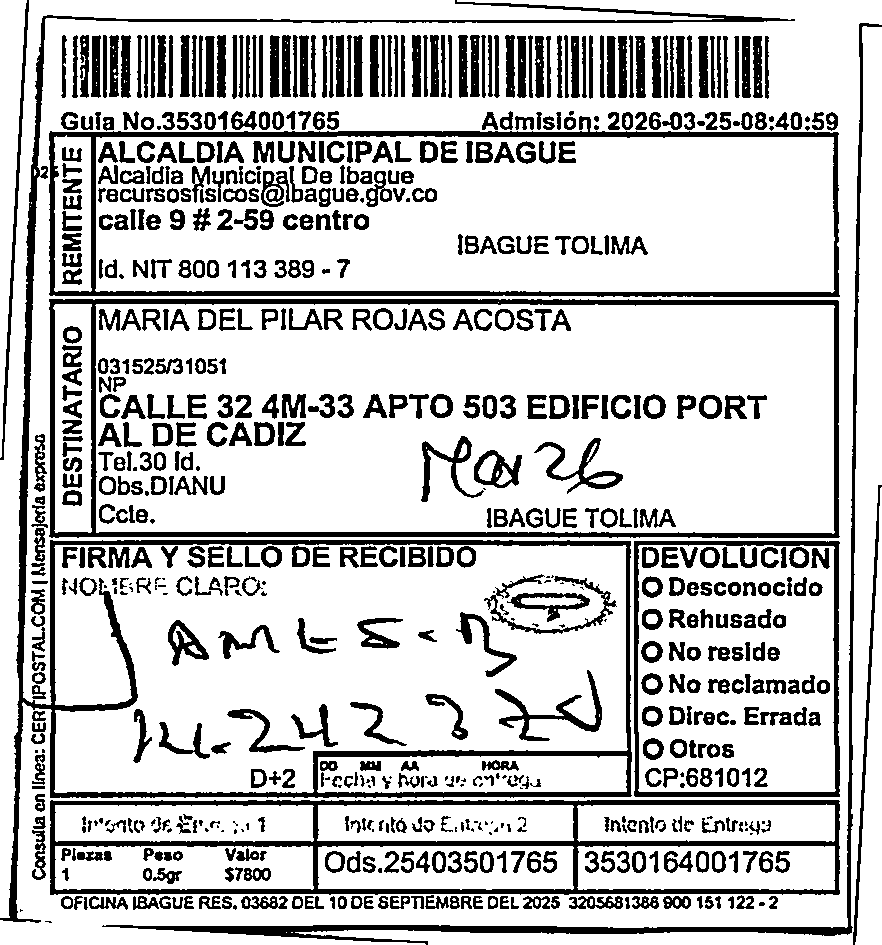 Guia No.3530164001765 Admisión: 2026-03-25-08:40:59
REMITENTE
ALCALDIA MUNICIPAL DE IBAGUE
Alcaldia Municipal De Ibague
recursosfisicos@ibague.gov.co
calle 9 # 2-59 centro
IBAGUE TOLIMA
Id. NIT 800 113 389 - 7
DESTINATARIO
MARIA DEL PILAR ROJAS ACOSTA
031525/31051
NP
CALLE 32 4M-33 APTO 503 EDIFICIO PORT
AL DE CADIZ
Tel.30 Id.
Obs.DIANU
Mar 26
Ccle.
IBAGUE TOLIMA
Consulta en línea: CERTIPOSTAL.COM | Mensajería expresa
FIRMA Y SELLO DE RECIBIDO
NOMBRE CLARO:
D+2
DD MM AA HORA
Fecha y hora de entrega
DEVOLUCIÓN
Desconocido
Rehusado
No reside
No reclamado
Direc. Errada
Otros
CP:681012
Intento de Entrega 1 Intento de Entrega 2 Intento de Entrega
Piezas Peso Valor
1 0.5gr $7800
Ods.25403501765 3530164001765
OFICINA IBAGUE RES. 03682 DEL 10 DE SEPTIEMBRE DEL 2025 3205681388 900 151 122 - 2